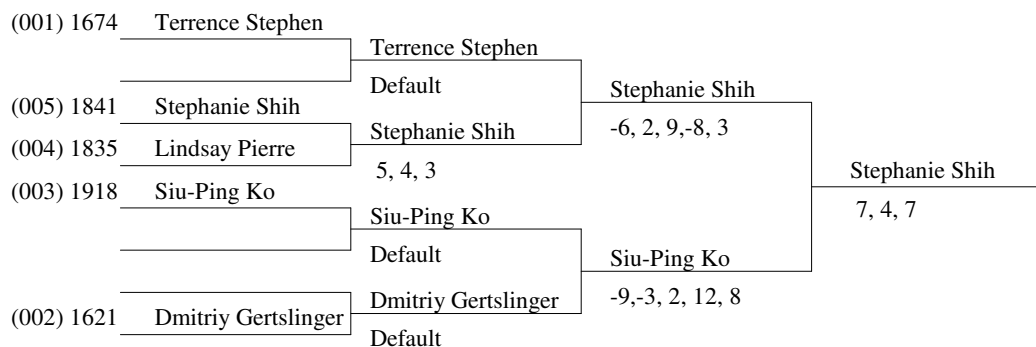 (001) 1674 Terrence Stephen
Terrence Stephen
Default
Stephanie Shih
(005) 1841 Stephanie Shih
-6, 2, 9,-8, 3
Stephanie Shih
(004) 1835 Lindsay Pierre
5, 4, 3
Stephanie Shih
(003) 1918 Siu-Ping Ko
7, 4, 7
Siu-Ping Ko
Default
Siu-Ping Ko
-9,-3, 2, 12, 8
Dmitriy Gertslinger
(002) 1621 Dmitriy Gertslinger
Default